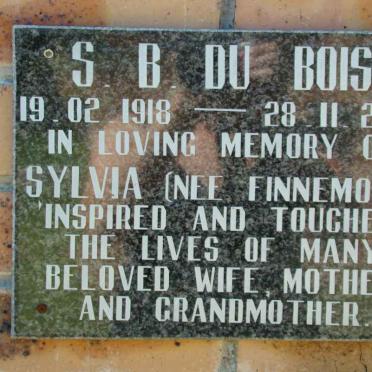 S. B. DU BOIS
19.02.1918 — 28.11.2
IN LOVING MEMORY O
SYLVIA (NEE FINNEMO
'INSPIRED AND TOUCHE
THE LIVES OF MANY
BELOVED WIFE, MOTHE
AND GRANDMOTHER.